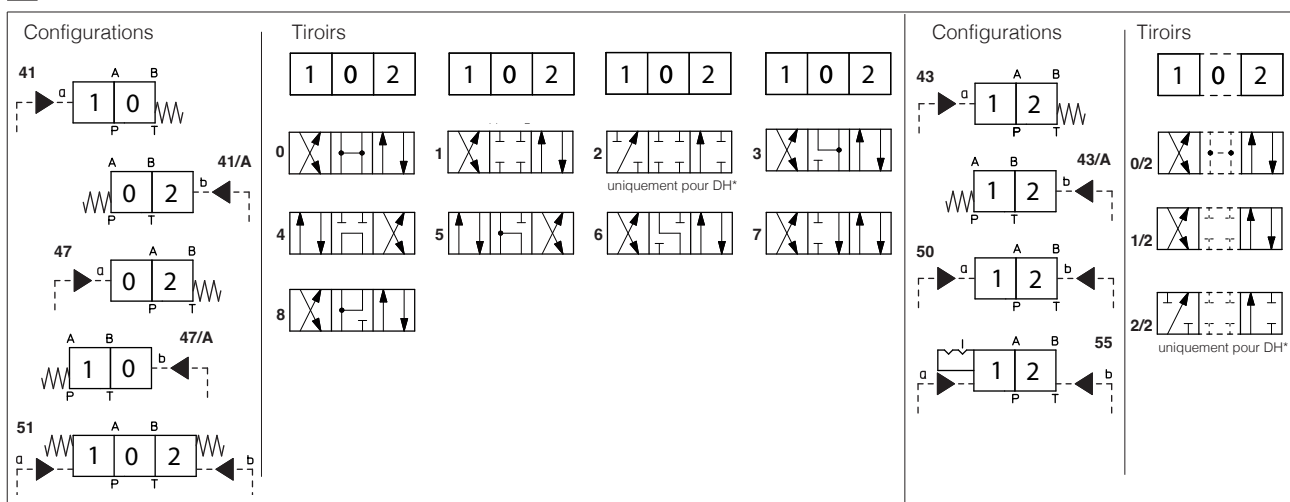 Configurations
Tiroirs
Configurations
Tiroirs
1 0 2
1 0 2
1 0 2
1 0 2
1 0 2
41
A B
a
1 0
P T
41/A
A B
0 2
b
P T
47
A B
a
0 2
P T
47/A
A B
1 0
b
P T
51
A B
a
1 0 2
b
P T
0
1
2
uniquement pour DH*
3
4
5
6
7
8
43
A B
a
1 2
P T
43/A
A B
1 2
b
P T
50
A B
a
1 2
b
P T
55
A B
a
1 2
b
P T
0/2
1/2
2/2
uniquement pour DH*